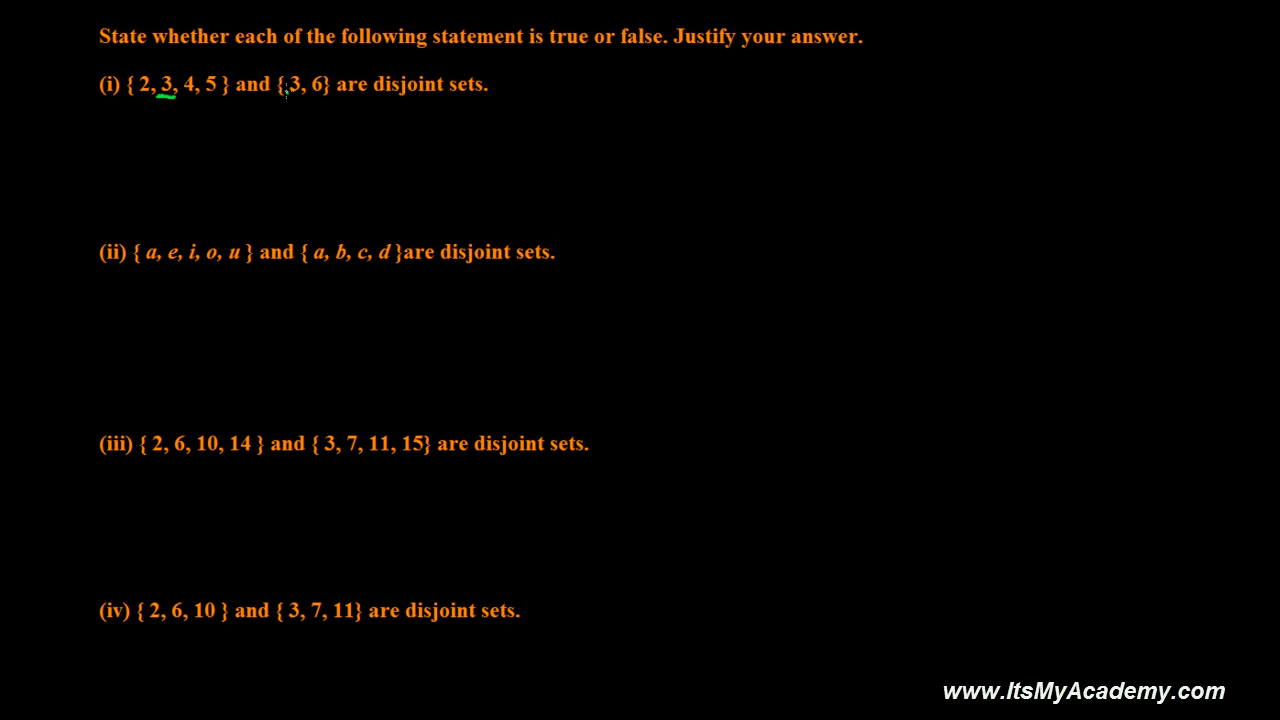 State whether each of the following statement is true or false. Justify your answer.
(i) { 2, 3, 4, 5 } and { 3, 6} are disjoint sets.
(ii) { a, e, i, o, u } and { a, b, c, d }are disjoint sets.
(iii) { 2, 6, 10, 14 } and { 3, 7, 11, 15} are disjoint sets.
(iv) { 2, 6, 10 } and { 3, 7, 11} are disjoint sets.
www.ItsMyAcademy.com